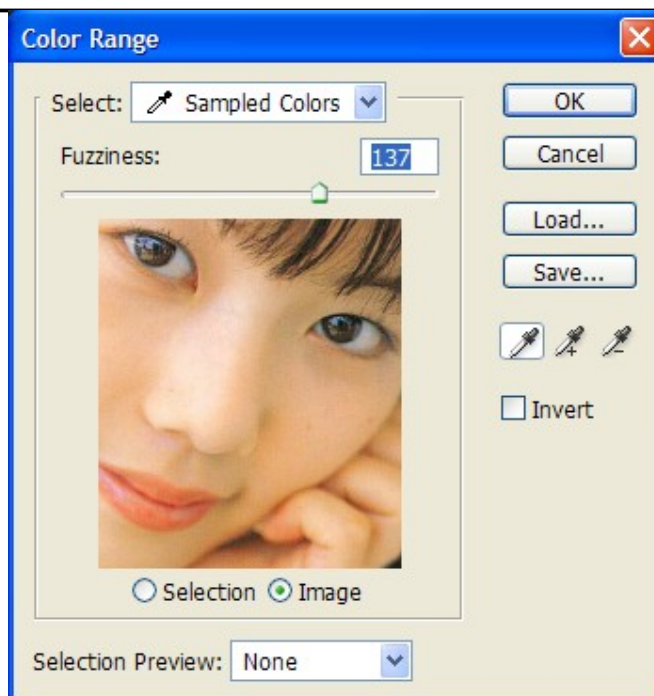 Color Range
Select: Sampled Colors
Fuzziness: 137
Selection Image
Selection Preview: None
OK
Cancel
Load...
Save...
Invert